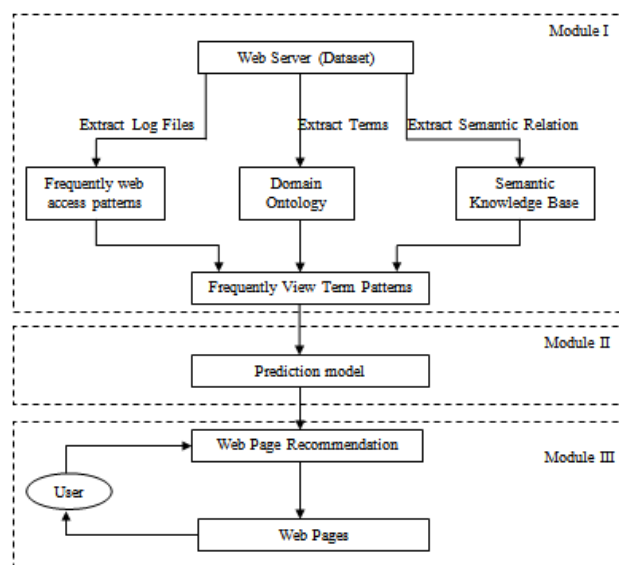 Module I
Web Server (Dataset)
Extract Log Files
Extract Terms
Extract Semantic Relation
Frequently web
access patterns
Domain
Ontology
Semantic
Knowledge Base
Frequently View Term Patterns
Module II
Prediction model
Web Page Recommendation
Module III
User
Web Pages